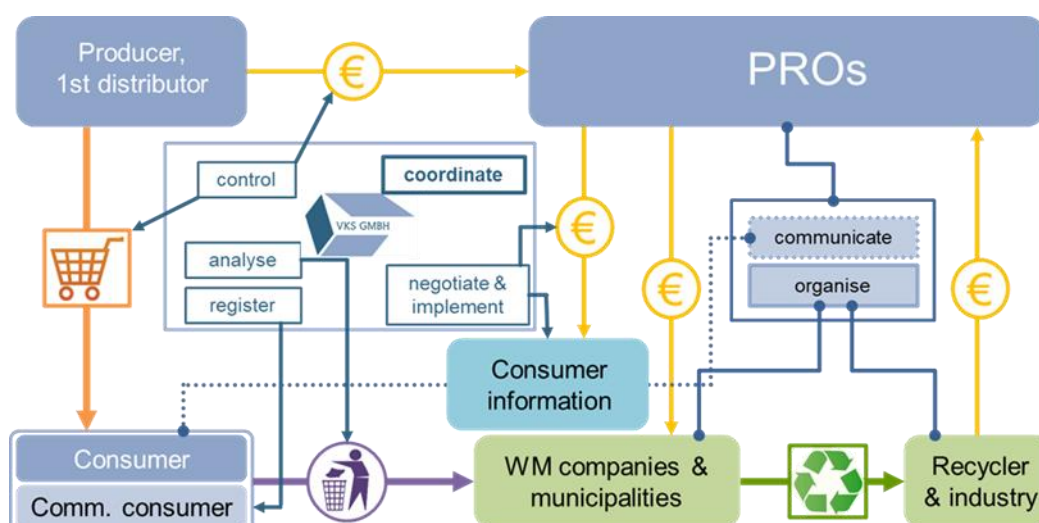 Producer,
1st distributor
€
PROs
control
coordinate
VKS GMBH
analyse
register
negotiate &
implement
€
€
communicate
organise
€
Consumer
information
Consumer
Comm. consumer
WM companies &
municipalities
Recycler
& industry